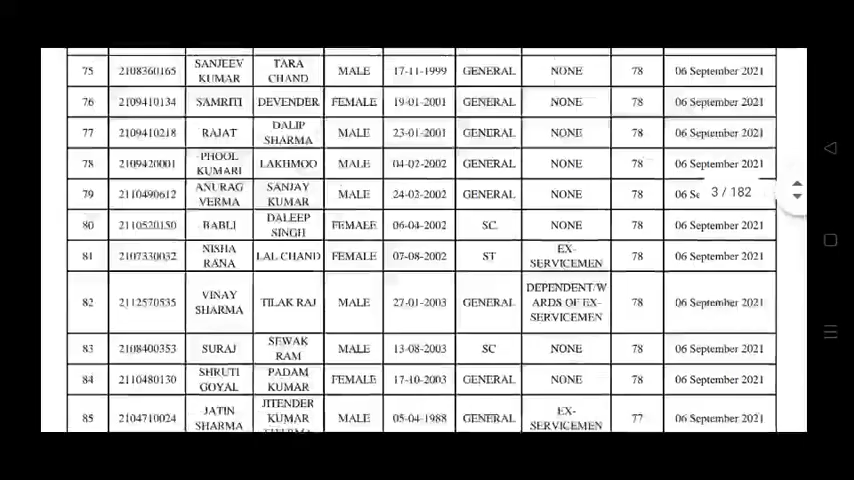 75 2108360165 SANJEEV KUMAR TARA CHAND MALE 17-11-1999 GENERAL NONE 78 06 September 2021
76 2109410134 SAMRITI DEVENDER FEMALE 19-01-2001 GENERAL NONE 78 06 September 2021
77 2109410218 RAJAT DALIP SHARMA MALE 23-01-2001 GENERAL NONE 78 06 September 2021
78 2109420001 PHOOL KUMARI LAKHMOO MALE 04-02-2002 GENERAL NONE 78 06 September 2021
79 2110490612 ANURAG VERMA SANJAY KUMAR MALE 24-02-2002 GENERAL NONE 78 06 Se 3 / 182
80 2110520150 BABLI DALEEP SINGH FEMALE 06-04-2002 SC NONE 78 06 September 2021
81 2107330032 NISHA RANA LAL CHAND FEMALE 07-08-2002 ST EX-SERVICEMEN 78 06 September 2021
82 2112570535 VINAY SHARMA TILAK RAJ MALE 27-01-2003 GENERAL DEPENDENT/WARDS OF EX-SERVICEMEN 78 06 September 2021
83 2108400353 SURAJ SEWAK RAM MALE 13-08-2003 SC NONE 78 06 September 2021
84 2110480130 SHRUTI GOYAL PADAM KUMAR FEMALE 17-10-2003 GENERAL NONE 78 06 September 2021
85 2104710024 JATIN SHARMA JITENDER KUMAR MALE 05-04-1988 GENERAL EX-SERVICEMEN 77 06 September 2021